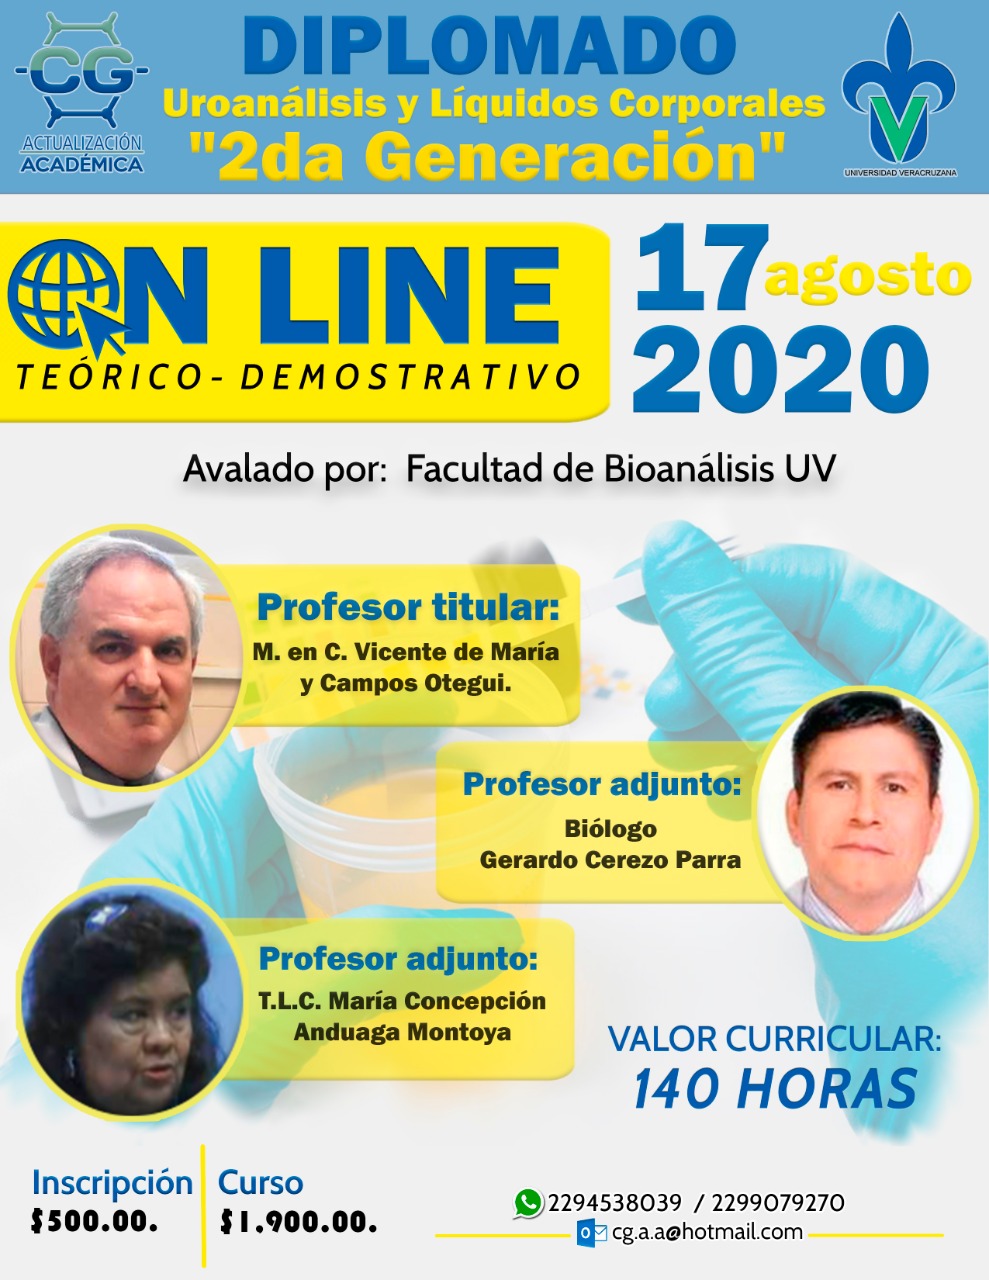 DIPLOMADO
Uroanálisis y Líquidos Corporales
"2da Generación"
CG
ACTUALIZACIÓN
ACADÉMICA
UNIVERSIDAD VERACRUZANA
ON LINE
TEÓRICO- DEMOSTRATIVO
17 agosto
2020
Avalado por: Facultad de Bioanálisis UV
Profesor titular:
M. en C. Vicente de María
y Campos Otegui.
Profesor adjunto:
Biólogo
Gerardo Cerezo Parra
Profesor adjunto:
T.L.C. María Concepción
Anduaga Montoya
VALOR CURRICULAR:
140 HORAS
Inscripción
$500.00.
Curso
$1,900.00.
2294538039 / 2299079270
cg.a.a@hotmail.com